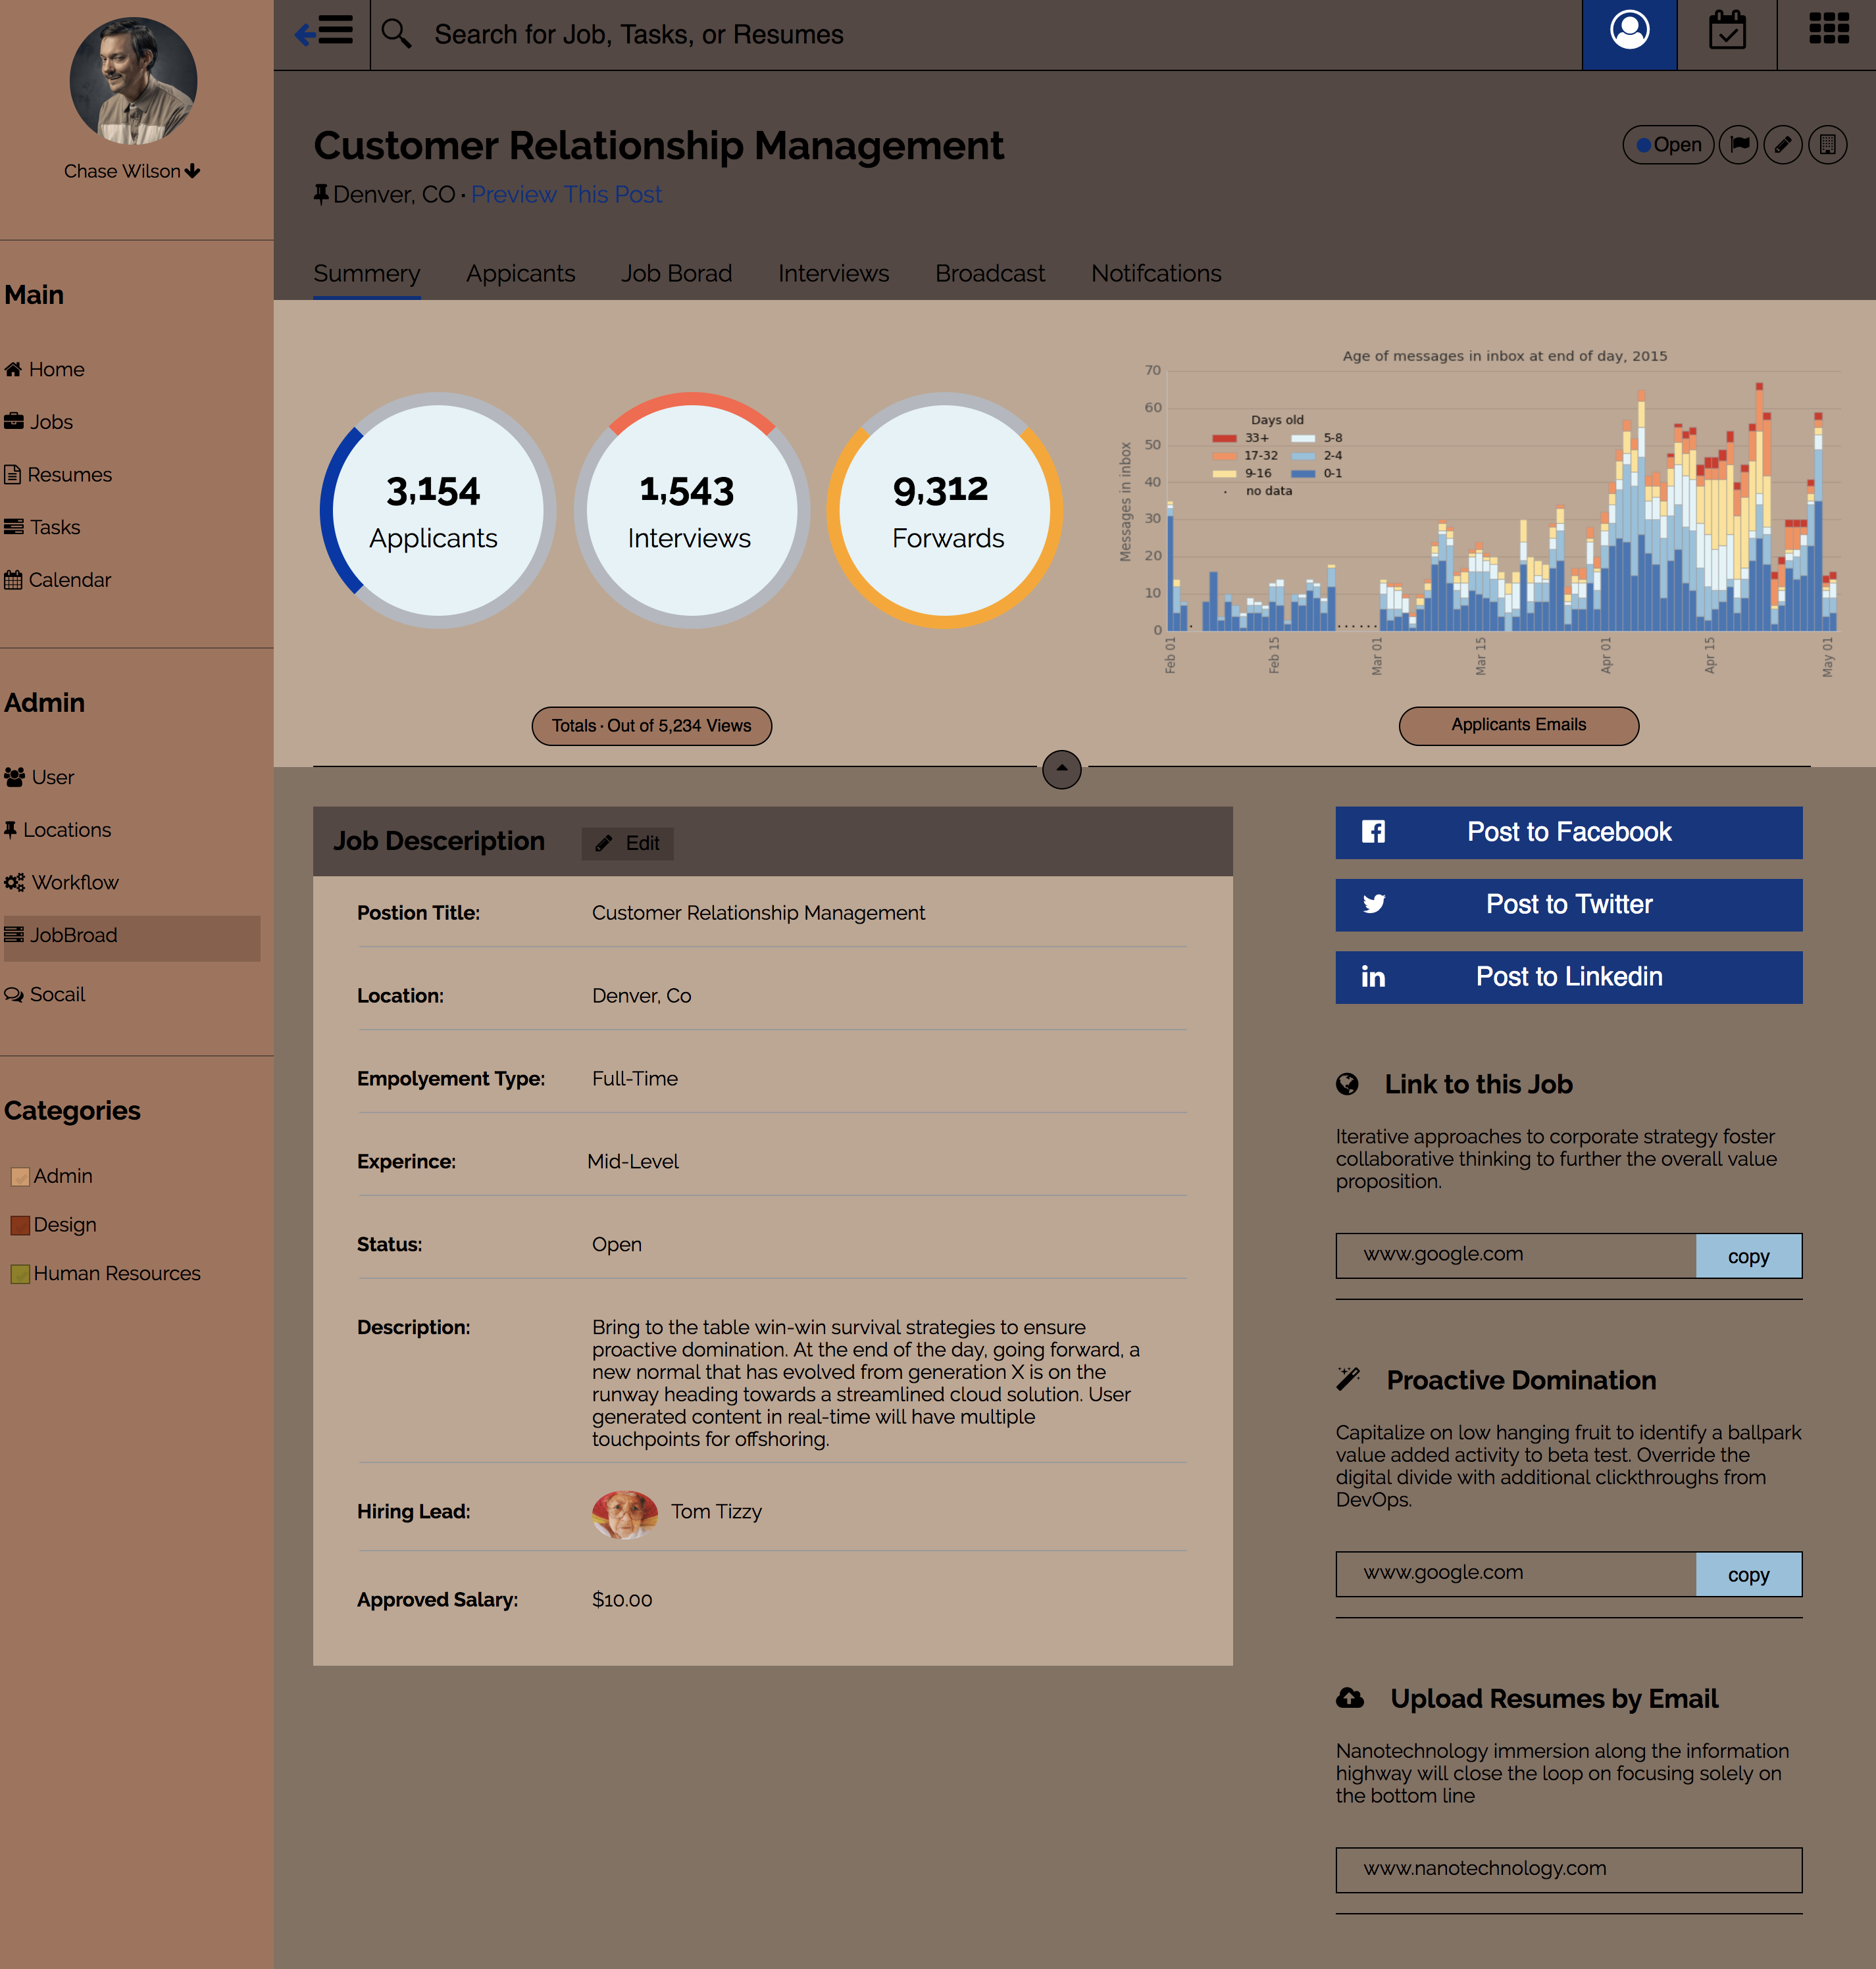 Chase Wilson
Main
Home
Jobs
Resumes
Tasks
Calendar
Admin
User
Locations
Workflow
JobBroad
Socail
Categories
Admin
Design
Human Resources
Search for Job, Tasks, or Resumes
Customer Relationship Management
Open
Denver, CO · Preview This Post
Summery Appicants Job Borad Interviews Broadcast Notifcations
3,154
Applicants
1,543
Interviews
9,312
Forwards
Totals · Out of 5,234 Views
Age of messages in inbox at end of day, 2015
Messages in inbox
70
60
50
40
30
20
10
0
Days old
33+ 5-8
17-32 2-4
9-16 0-1
no data
Feb 01
Feb 15
Mar 01
Mar 15
Apr 01
Apr 15
May 01
Applicants Emails
Job Desceription
Edit
Postion Title: Customer Relationship Management
Location: Denver, Co
Empolyement Type: Full-Time
Experince: Mid-Level
Status: Open
Description: Bring to the table win-win survival strategies to ensure
proactive domination. At the end of the day, going forward, a
new normal that has evolved from generation X is on the
runway heading towards a streamlined cloud solution. User
generated content in real-time will have multiple
touchpoints for offshoring.
Hiring Lead: Tom Tizzy
Approved Salary: $10.00
Post to Facebook
Post to Twitter
Post to Linkedin
Link to this Job
Iterative approaches to corporate strategy foster
collaborative thinking to further the overall value
proposition.
www.google.com copy
Proactive Domination
Capitalize on low hanging fruit to identify a ballpark
value added activity to beta test. Override the
digital divide with additional clickthroughs from
DevOps.
www.google.com copy
Upload Resumes by Email
Nanotechnology immersion along the information
highway will close the loop on focusing solely on
the bottom line
www.nanotechnology.com